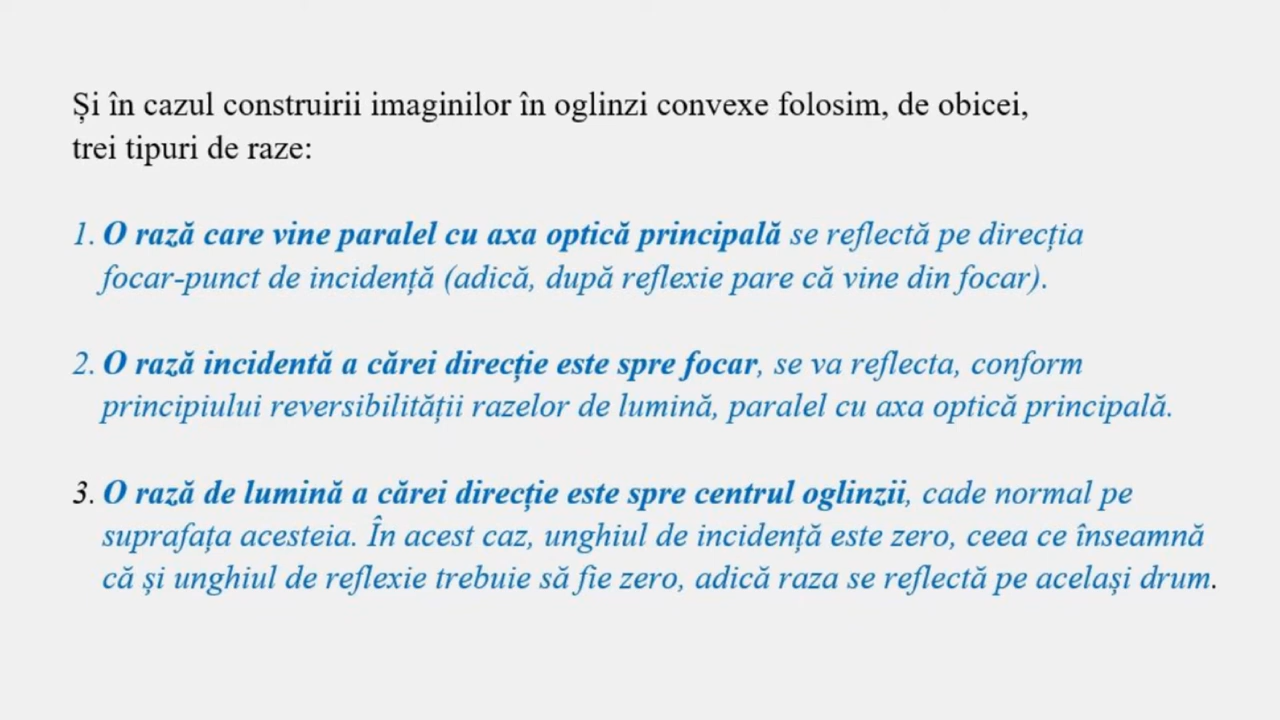 Și în cazul construirii imaginilor în oglinzi convexe folosim, de obicei,
trei tipuri de raze:
1. O rază care vine paralel cu axa optică principală se reflectă pe direcția
focar-punct de incidență (adică, după reflexie pare că vine din focar).
2. O rază incidentă a cărei direcție este spre focar, se va reflecta, conform
principiului reversibilității razelor de lumină, paralel cu axa optică principală.
3. O rază de lumină a cărei direcție este spre centrul oglinzii, cade normal pe
suprafața acesteia. În acest caz, unghiul de incidență este zero, ceea ce înseamnă
că și unghiul de reflexie trebuie să fie zero, adică raza se reflectă pe același drum.